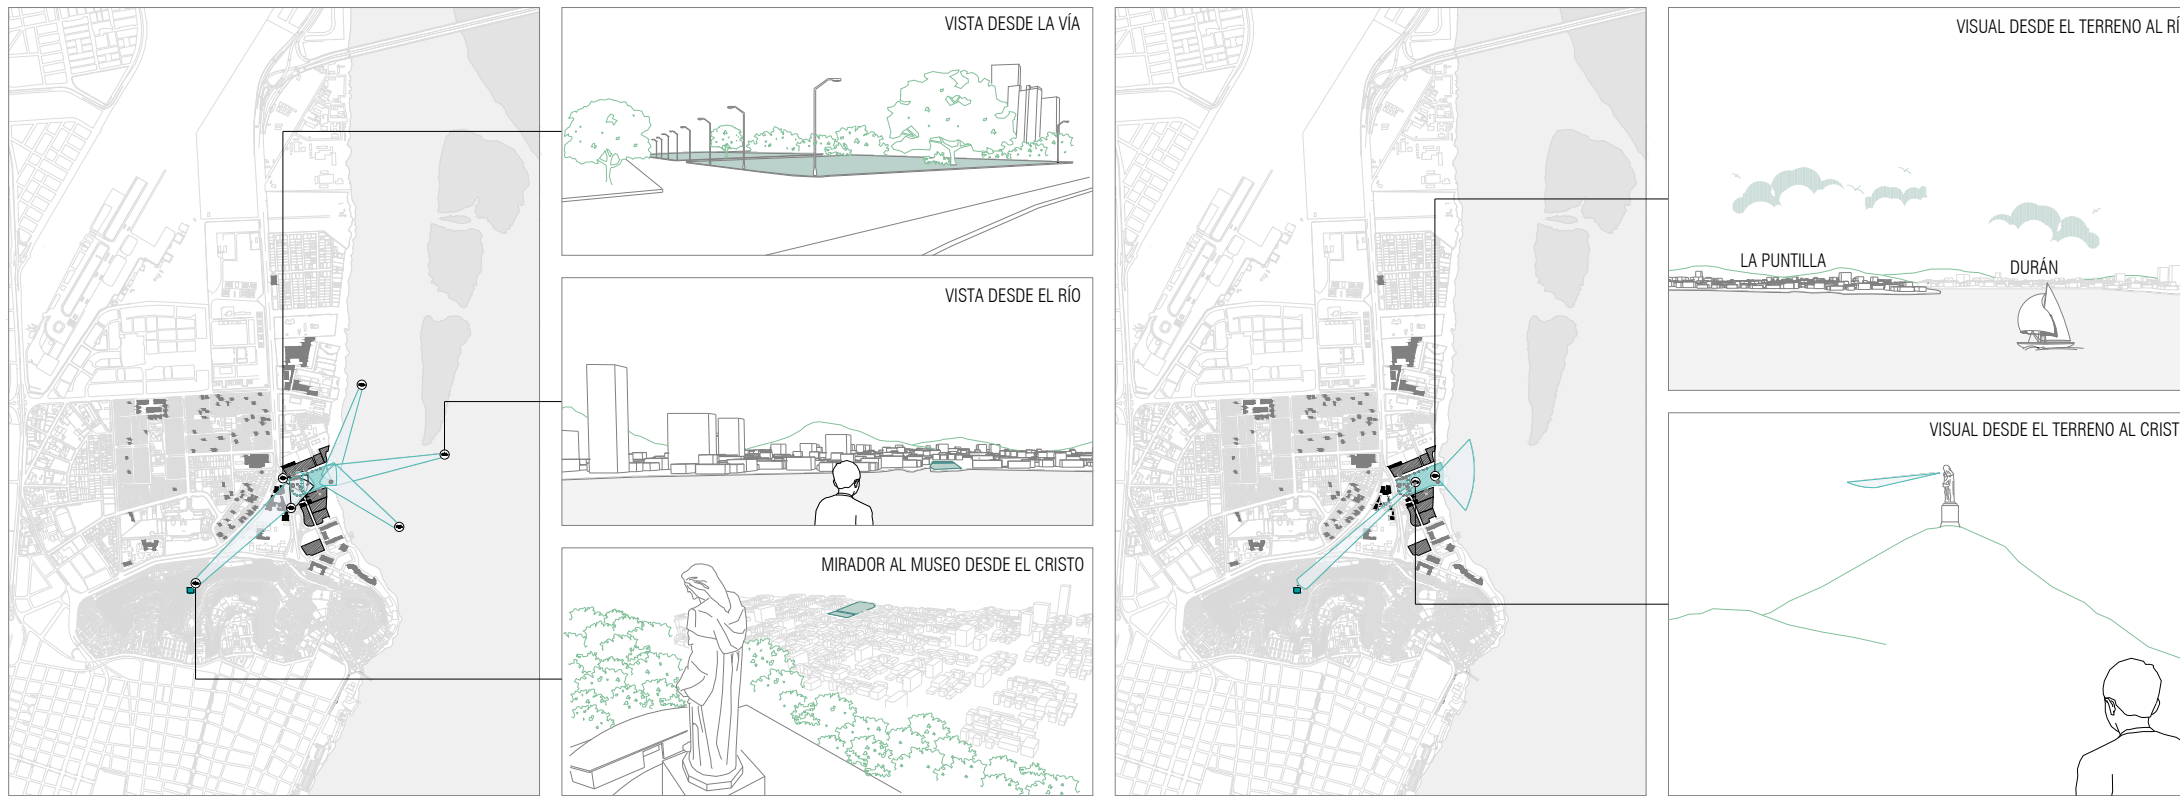 VISTA DESDE LA VÍA
VISTA DESDE EL RÍO
MIRADOR AL MUSEO DESDE EL CRISTO
VISUAL DESDE EL TERRENO AL RÍ
LA PUNTILLA
DURÁN
VISUAL DESDE EL TERRENO AL CRIST